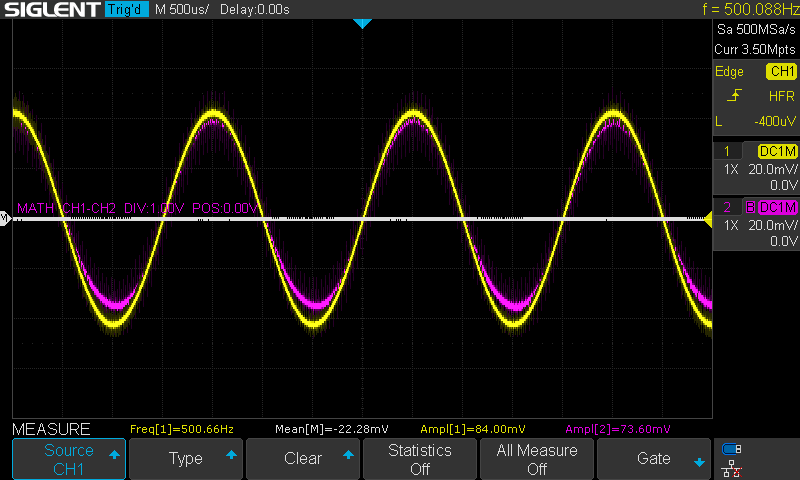 SIGLENT Trig'd M 500us/ Delay:0.00s f = 500.088Hz
Sa 500MSa/s
Curr 3.50Mpts
Edge CH1
HFR
L -400uV
1 DC1M
1X 20.0mV/
0.0V
2 B DC1M
1X 20.0mV/
0.0V
M
MATH CH1-CH2 DIV:1.00V POS:0.00V
MEASURE Freq[1]=500.66Hz Mean[M]=-22.28mV Ampl[1]=84.00mV Ampl[2]=73.60mV
Source
CH1
Type
Clear
Statistics
Off
All Measure
Off
Gate